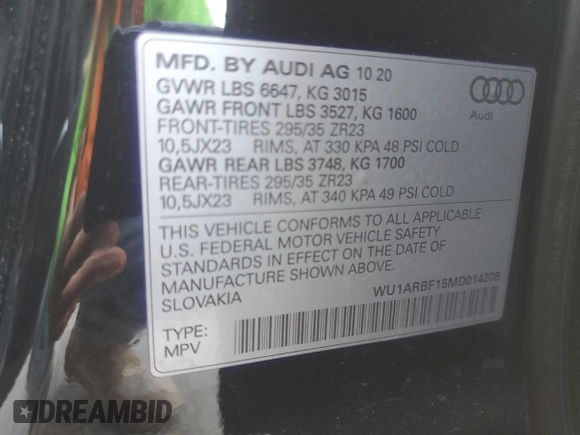 MFD. BY AUDI AG 10 20
GVWR LBS 6647, KG 3015
GAWR FRONT LBS 3527, KG 1600
FRONT-TIRES 295/35 ZR23
10,5JX23 RIMS, AT 330 KPA 48 PSI COLD
GAWR REAR LBS 3748, KG 1700
REAR-TIRES 295/35 ZR23
10,5JX23 RIMS, AT 340 KPA 49 PSI COLD
Audi
THIS VEHICLE CONFORMS TO ALL APPLICABLE
U.S. FEDERAL MOTOR VEHICLE SAFETY
STANDARDS IN EFFECT ON THE DATE OF
MANUFACTURE SHOWN ABOVE.
SLOVAKIA
WU1ARBF15MD014208
TYPE:
MPV
DREAMBID